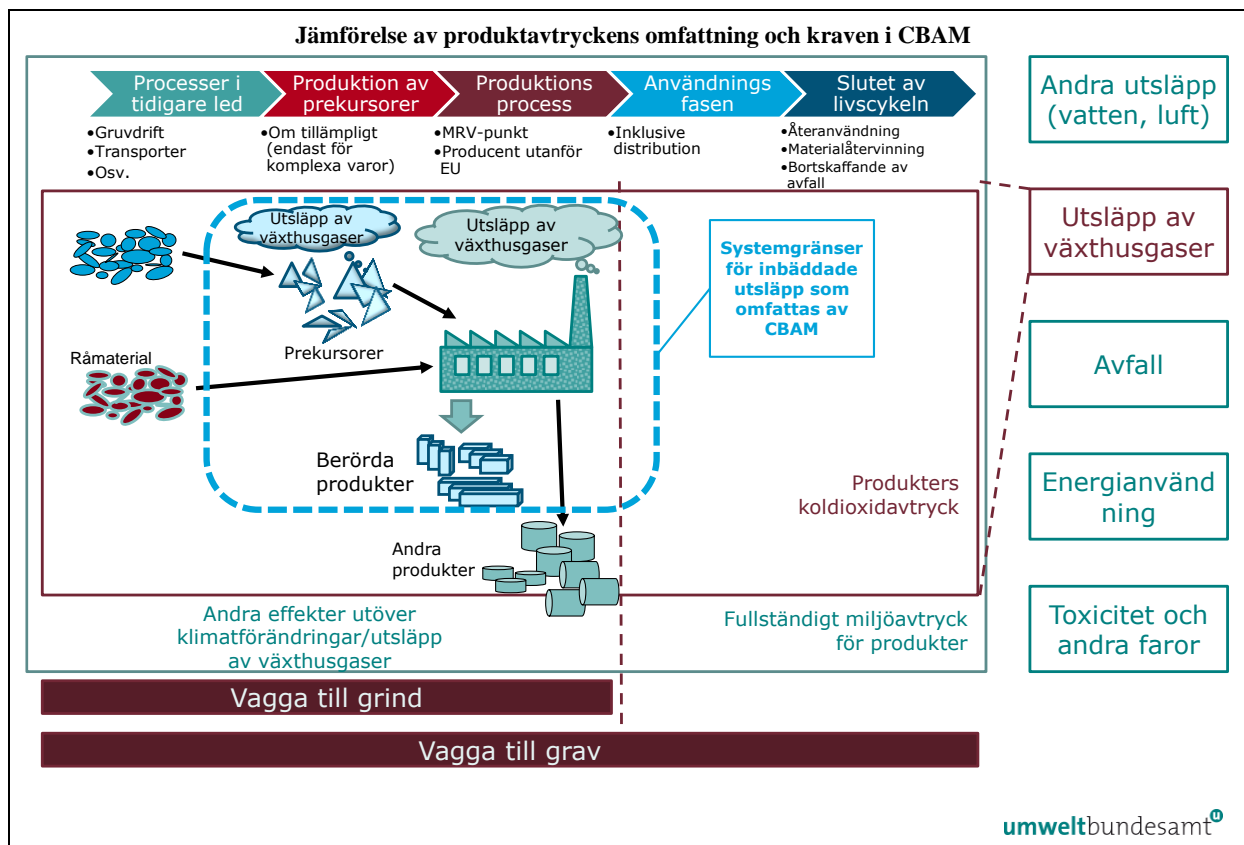 Jämförelse av produktavtryckens omfattning och kraven i CBAM
Processer i
tidigare led
Produktion av
prekursorer
Produktions
process
Användnings
fasen
Slutet av
livscykeln
•Gruvdrift
•Transporter
•Osv.
•Om tillämpligt
(endast för
komplexa varor)
•MRV-punkt
•Producent utanför
EU
•Inklusive
distribution
•Återanvändning
•Materialåtervinning
•Bortskaffande av
avfall
Utsläpp av
växthusgaser
Utsläpp av
växthusgaser
Systemgränser
för inbäddade
utsläpp som
omfattas av
CBAM
Prekursorer
Råmaterial
Berörda
produkter
Andra
produkter
Produkters
koldioxidavtryck
Andra effekter utöver
klimatförändringar/utsläpp
av växthusgaser
Fullständigt miljöavtryck
för produkter
Vagga till grind
Vagga till grav
Andra utsläpp
(vatten, luft)
Utsläpp av
växthusgaser
Avfall
Energianvänd
ning
Toxicitet och
andra faror
umweltbundesamt u